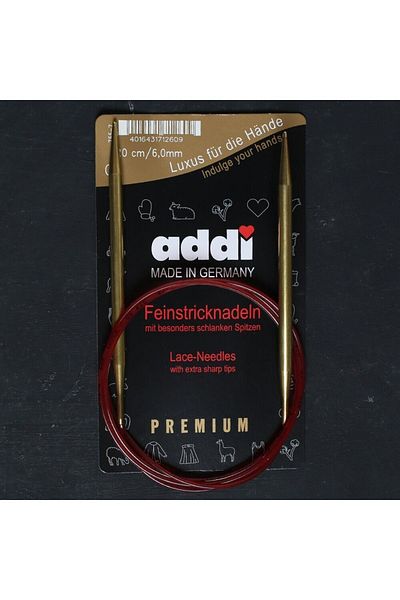 4016431712609
0 cm/6,0mm
Luxus für die Hände
Indulge your hands
addi
MADE IN GERMANY
Feinstricknadeln
mit besonders schlanken Spitzen
Lace-Needles
with extra sharp tips
PREMIUM